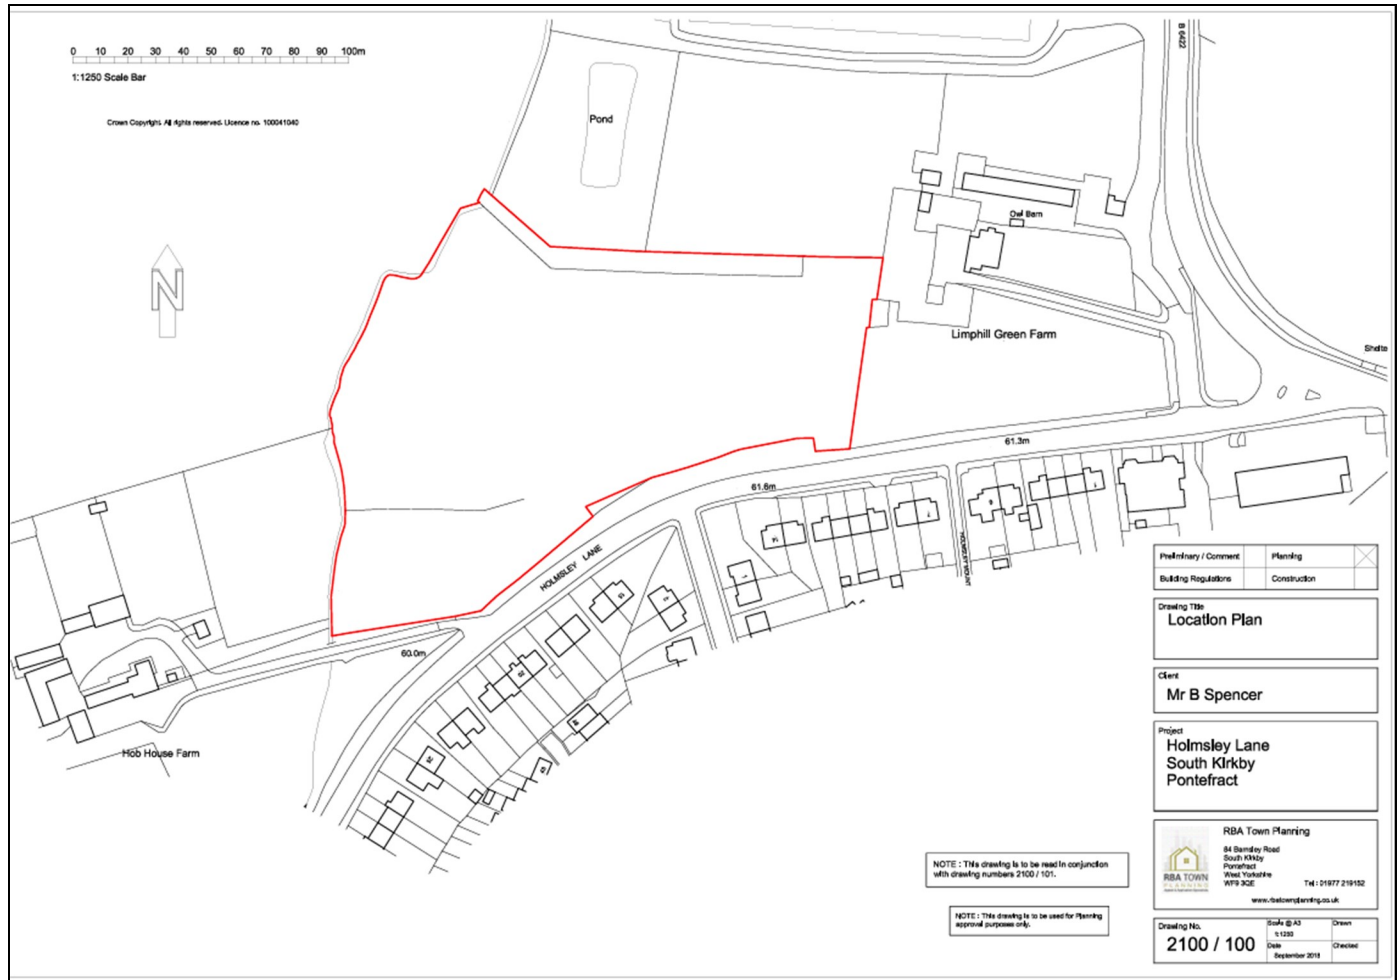 0 10 20 30 40 50 60 70 80 90 100m
1:1250 Scale Bar
Crown Copyright. All rights reserved. Licence no. 100041040
N
Pond
B 6422
Owl Barn
Limphill Green Farm
Shelte
61.3m
61.6m
HOLMSLEY LANE
HOLMSLEY MOUNT
60.0m
Hob House Farm
Preliminary / Comment
Planning
Building Regulations
Construction
Drawing Title
Location Plan
Client
Mr B Spencer
Project
Holmsley Lane
South Kirkby
Pontefract
RBA TOWN
PLANNING
RBA Town Planning
84 Barnsley Road
South Kirkby
Pontefract
West Yorkshire
WF9 3QE
Tel : 01977 219152
www.rbatownplanning.co.uk
NOTE : This drawing is to be read in conjunction
with drawing numbers 2100 / 101.
NOTE : This drawing is to be used for Planning
approval purposes only.
Drawing No.
2100 / 100
Scale @ A3
1:1250
Drawn
Date
September 2018
Checked